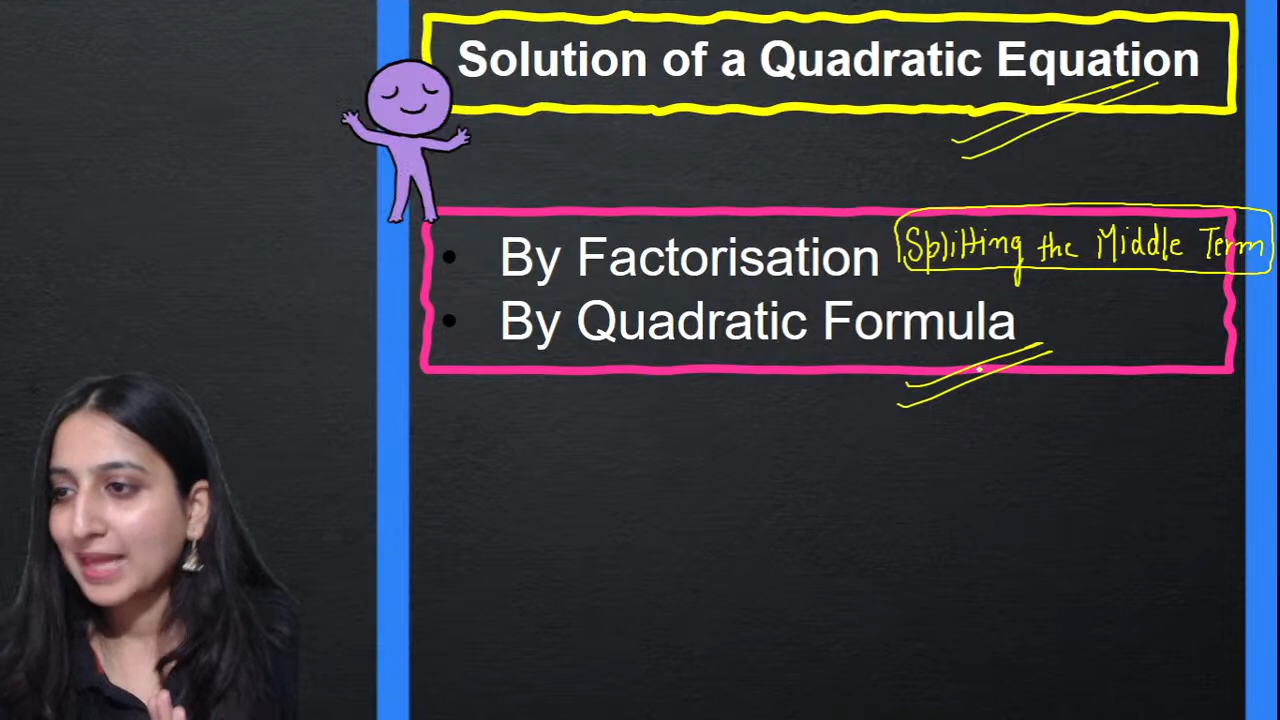 Solution of a Quadratic Equation
• By Factorisation Splitting the Middle Term
• By Quadratic Formula